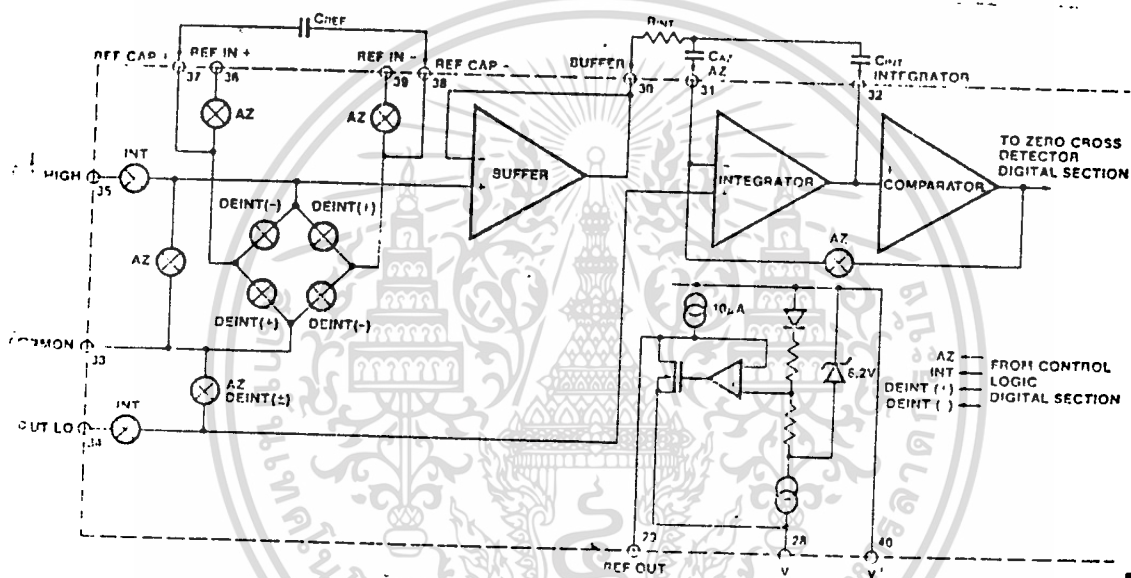 CREF
RINT
CAZ
CINT
REF CAP +
REF IN +
REF IN -
REF CAP -
BUFFER
AZ
INTEGRATOR
37
36
39
38
30
31
32
AZ
AZ
INT
HIGH
35
DEINT(-)
DEINT(+)
AZ
DEINT(+)
DEINT(-)
- 
+
BUFFER
-
+
INTEGRATOR
+
COMPARATOR
TO ZERO CROSS
DETECTOR
DIGITAL SECTION
AZ
10µA
6.2V
AZ
INT
DEINT (+)
DEINT (-)
FROM CONTROL
LOGIC
DIGITAL SECTION
33
AZ
DEINT(±)
INT
34
REF OUT
28
V
40
V+